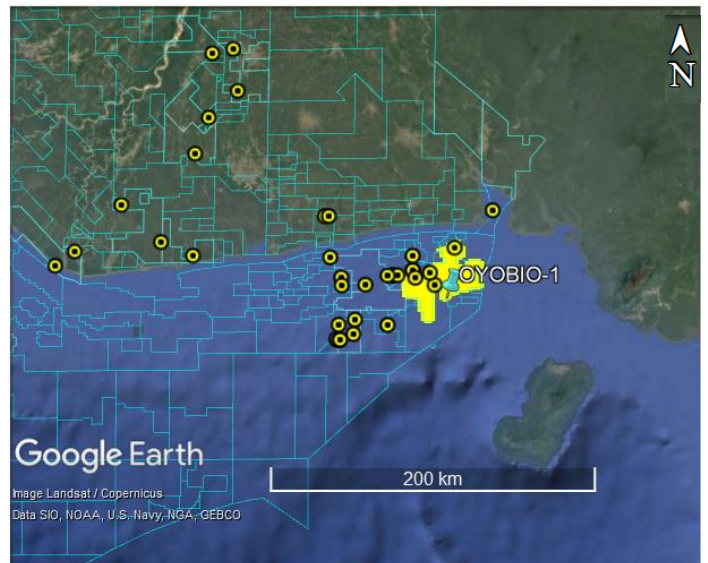 N
OYOBIO-1
Google Earth
200 km
Image Landsat / Copernicus
Data SIO, NOAA, U.S. Navy, NGA, GEBCO